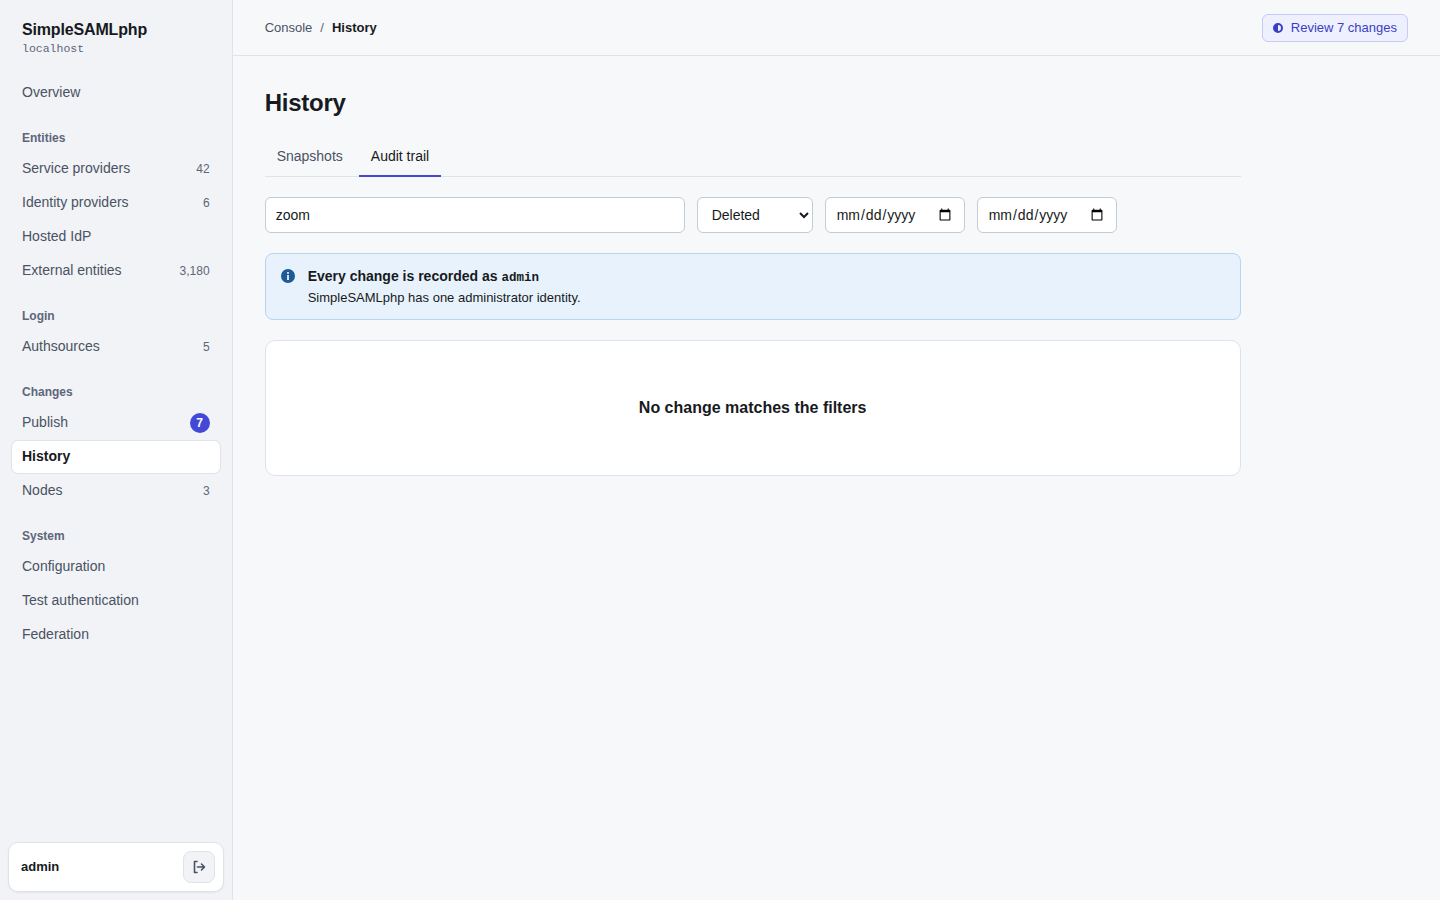 SimpleSAMLphp
localhost
Overview
Entities
Service providers 42
Identity providers 6
Hosted IdP
External entities 3,180
Login
Authsources 5
Changes
Publish 7
History
Nodes 3
System
Configuration
Test authentication
Federation
admin
Console / History
Review 7 changes
History
Snapshots Audit trail
zoom Deleted mm/dd/yyyy mm/dd/yyyy
Every change is recorded as admin
SimpleSAMLphp has one administrator identity.
No change matches the filters